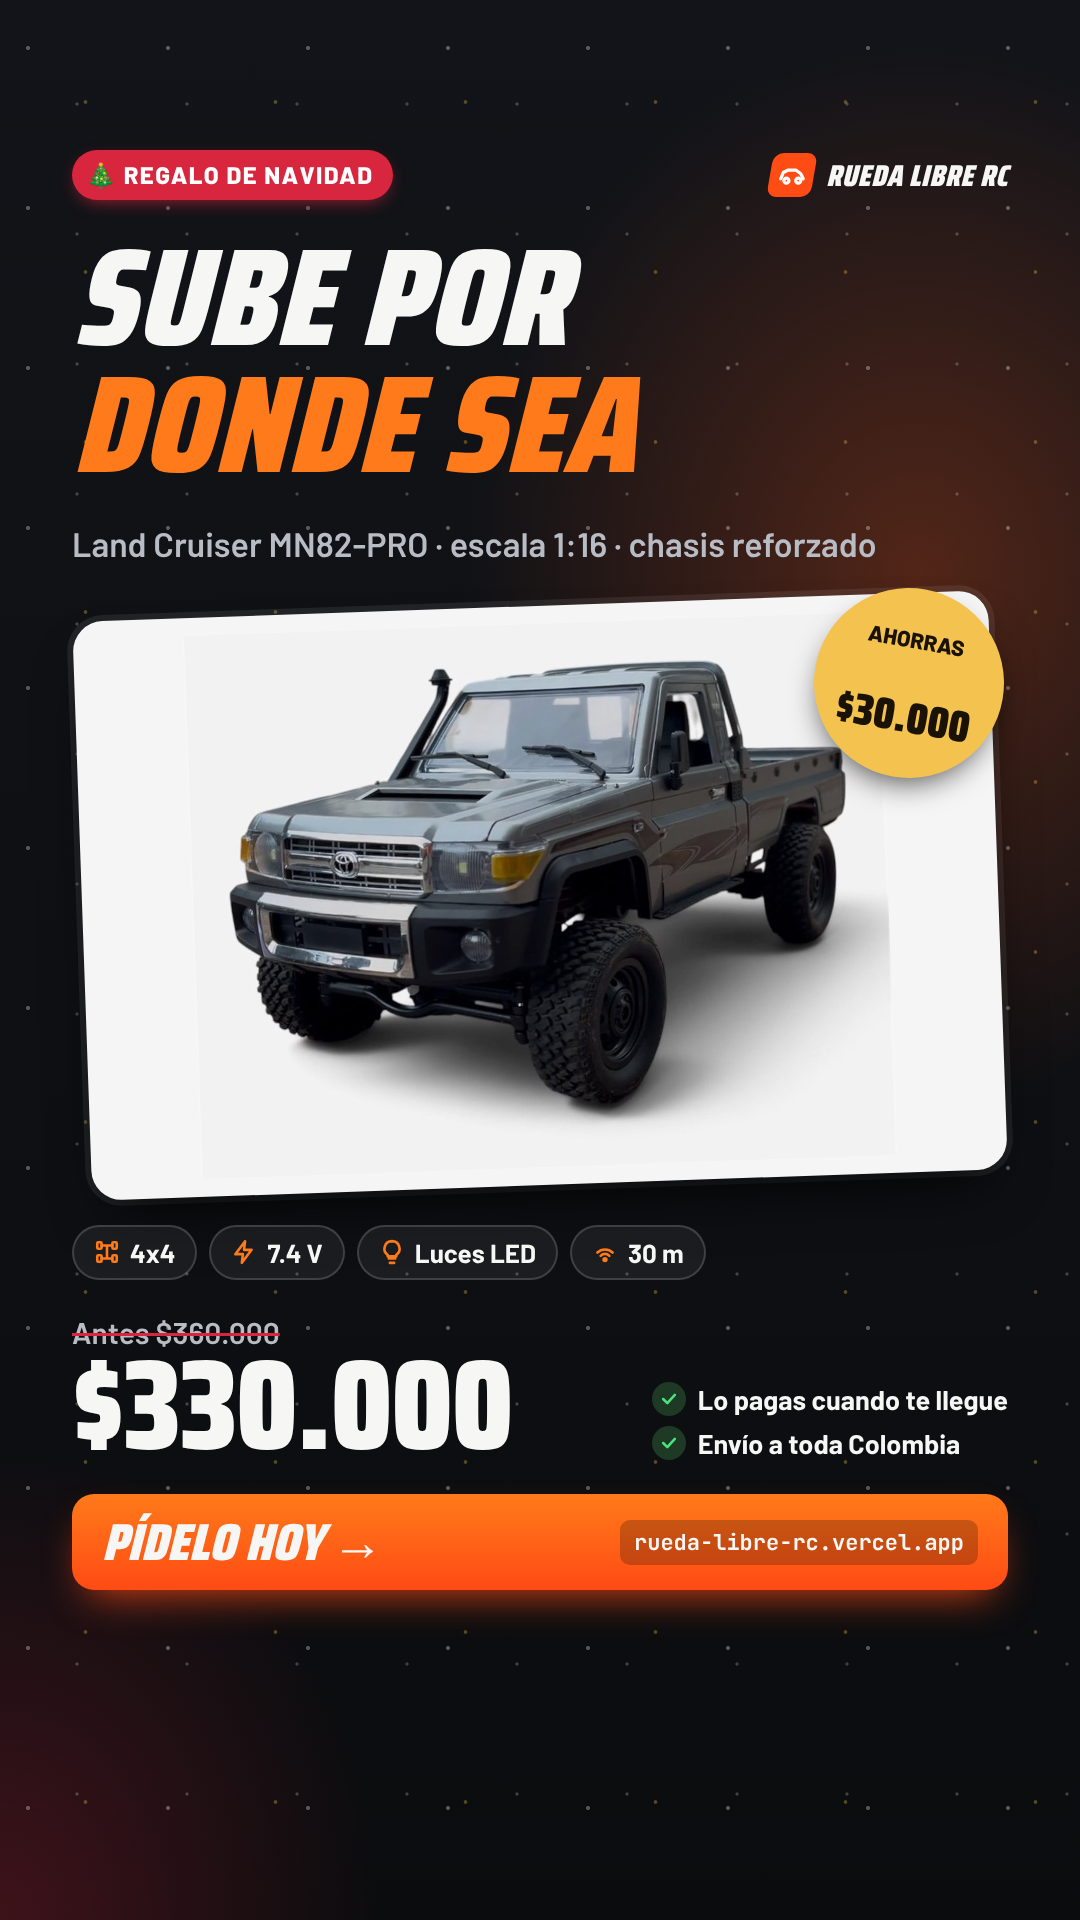 🎄 REGALO DE NAVIDAD
RUEDA LIBRE RC
SUBE POR
DONDE SEA
Land Cruiser MN82-PRO · escala 1:16 · chasis reforzado
AHORRAS
$30.000
4x4
7.4 V
Luces LED
30 m
Antes $360.000
$330.000
Lo pagas cuando te llegue
Envío a toda Colombia
PÍDELO HOY →
rueda-libre-rc.vercel.app